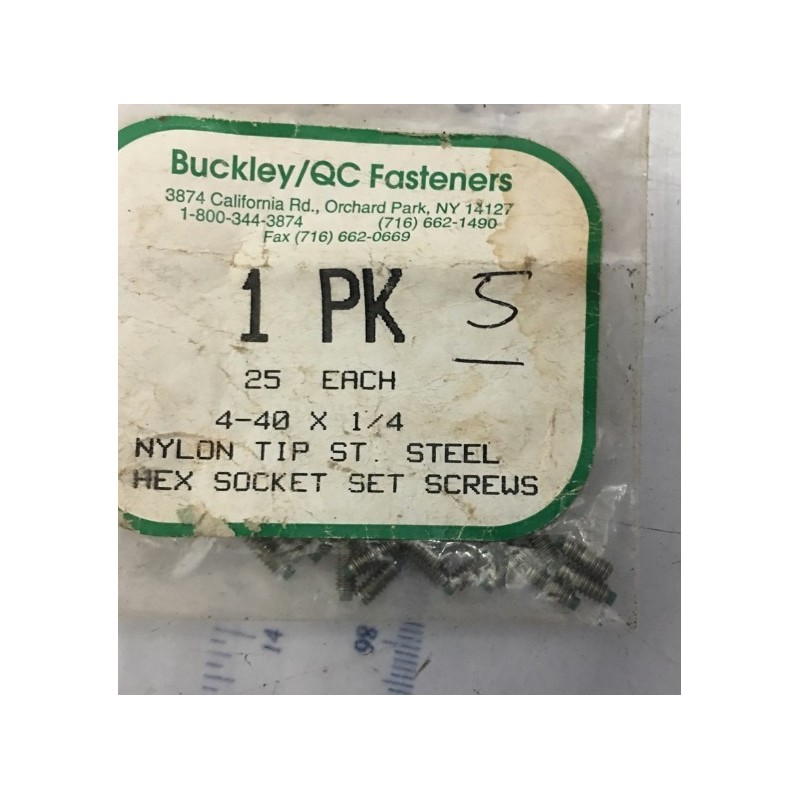 Buckley/QC Fasteners
3874 California Rd., Orchard Park, NY 14127
1-800-344-3874 (716) 662-1490
Fax (716) 662-0669
1 PK 5
25 EACH
4-40 X 1/4
NYLON TIP ST. STEEL
HEX SOCKET SET SCREWS
14 98